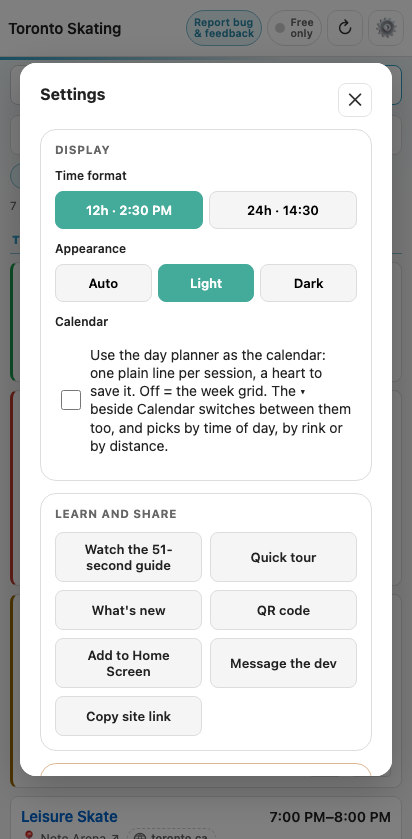 Toronto Skating
Report bug
& feedback
Free
only
Settings
DISPLAY
Time format
12h · 2:30 PM
24h · 14:30
Appearance
Auto
Light
Dark
Calendar
Use the day planner as the calendar:
one plain line per session, a heart to
save it. Off = the week grid. The ▾
beside Calendar switches between them
too, and picks by time of day, by rink or
by distance.
LEARN AND SHARE
Watch the 51-
second guide
Quick tour
What's new
QR code
Add to Home
Screen
Message the dev
Copy site link
Leisure Skate
7:00 PM–8:00 PM